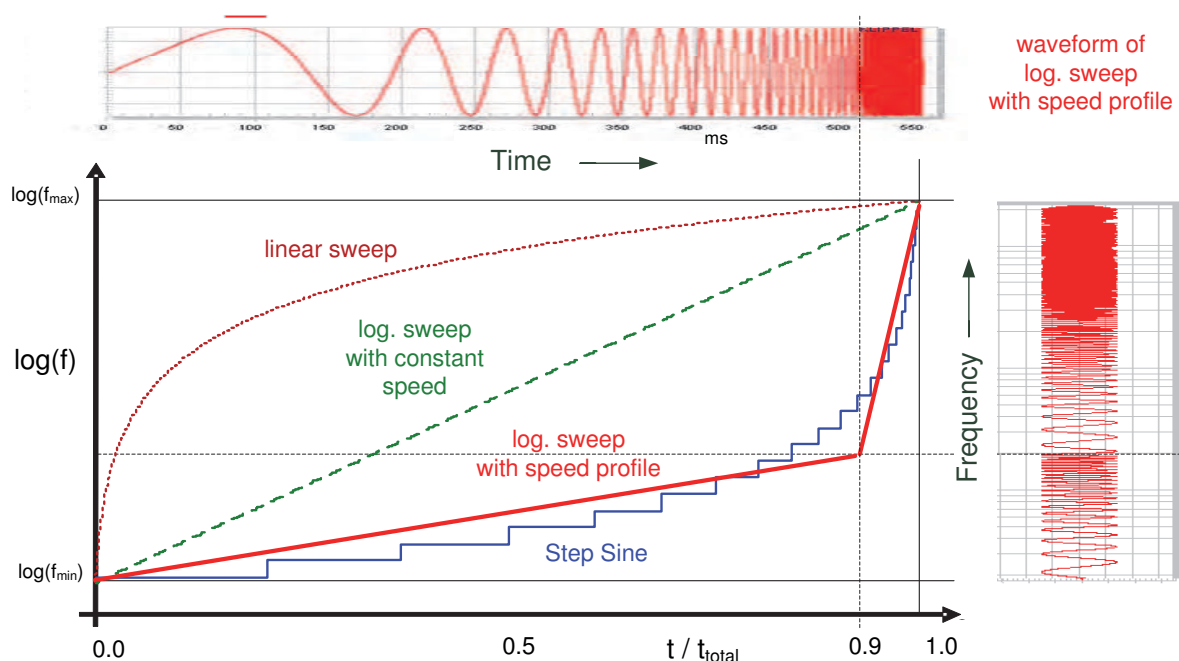 KLIPPEL
waveform of
log. sweep
with speed profile
0 50 100 150 200 250 300 350 400 450 500 550
ms
Time
log(fmax)
linear sweep
log. sweep
with constant
speed
log(f)
log. sweep
with speed profile
Step Sine
log(fmin)
0.0 0.5 t / ttotal 0.9 1.0
Frequency